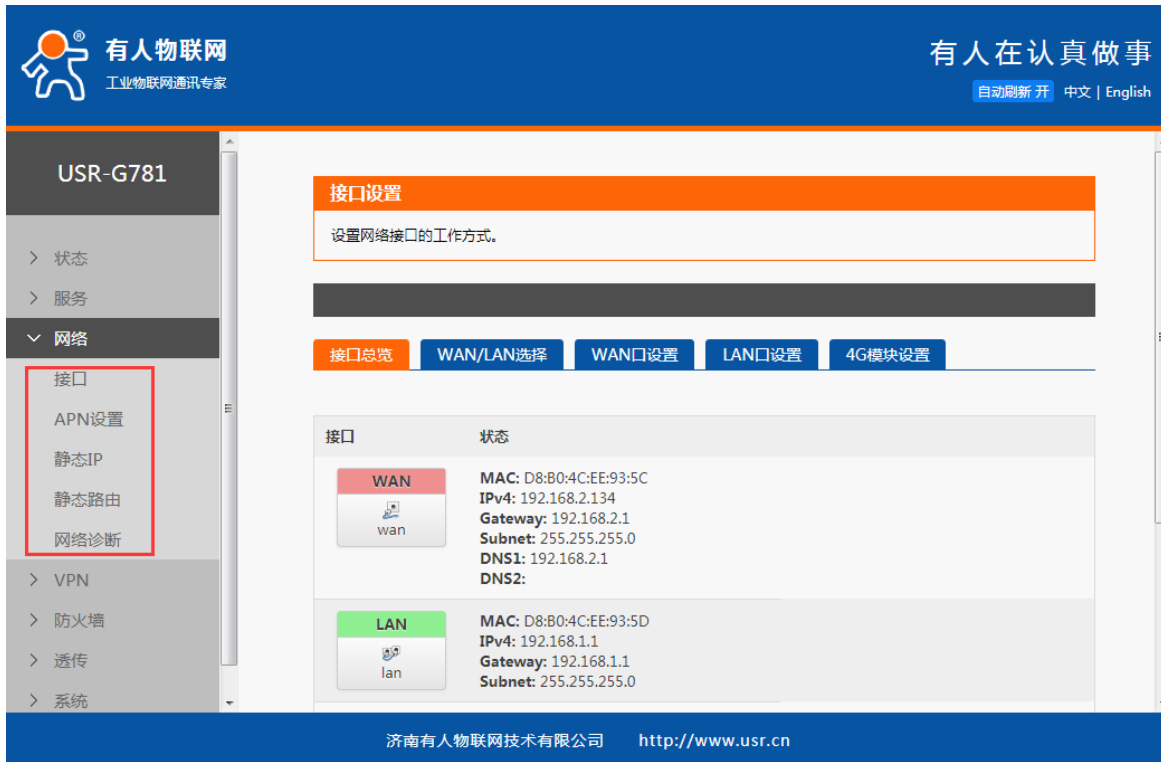 ®
有人物联网
工业物联网通讯专家
有人在认真做事
自动刷新 开 中文 | English
USR-G781
状态
服务
网络
接口
APN设置
静态IP
静态路由
网络诊断
VPN
防火墙
透传
系统
接口设置
设置网络接口的工作方式。
接口总览 WAN/LAN选择 WAN口设置 LAN口设置 4G模块设置
接口 状态
WAN
wan
MAC: D8:B0:4C:EE:93:5C
IPv4: 192.168.2.134
Gateway: 192.168.2.1
Subnet: 255.255.255.0
DNS1: 192.168.2.1
DNS2:
LAN
lan
MAC: D8:B0:4C:EE:93:5D
IPv4: 192.168.1.1
Gateway: 192.168.1.1
Subnet: 255.255.255.0
济南有人物联网技术有限公司 http://www.usr.cn